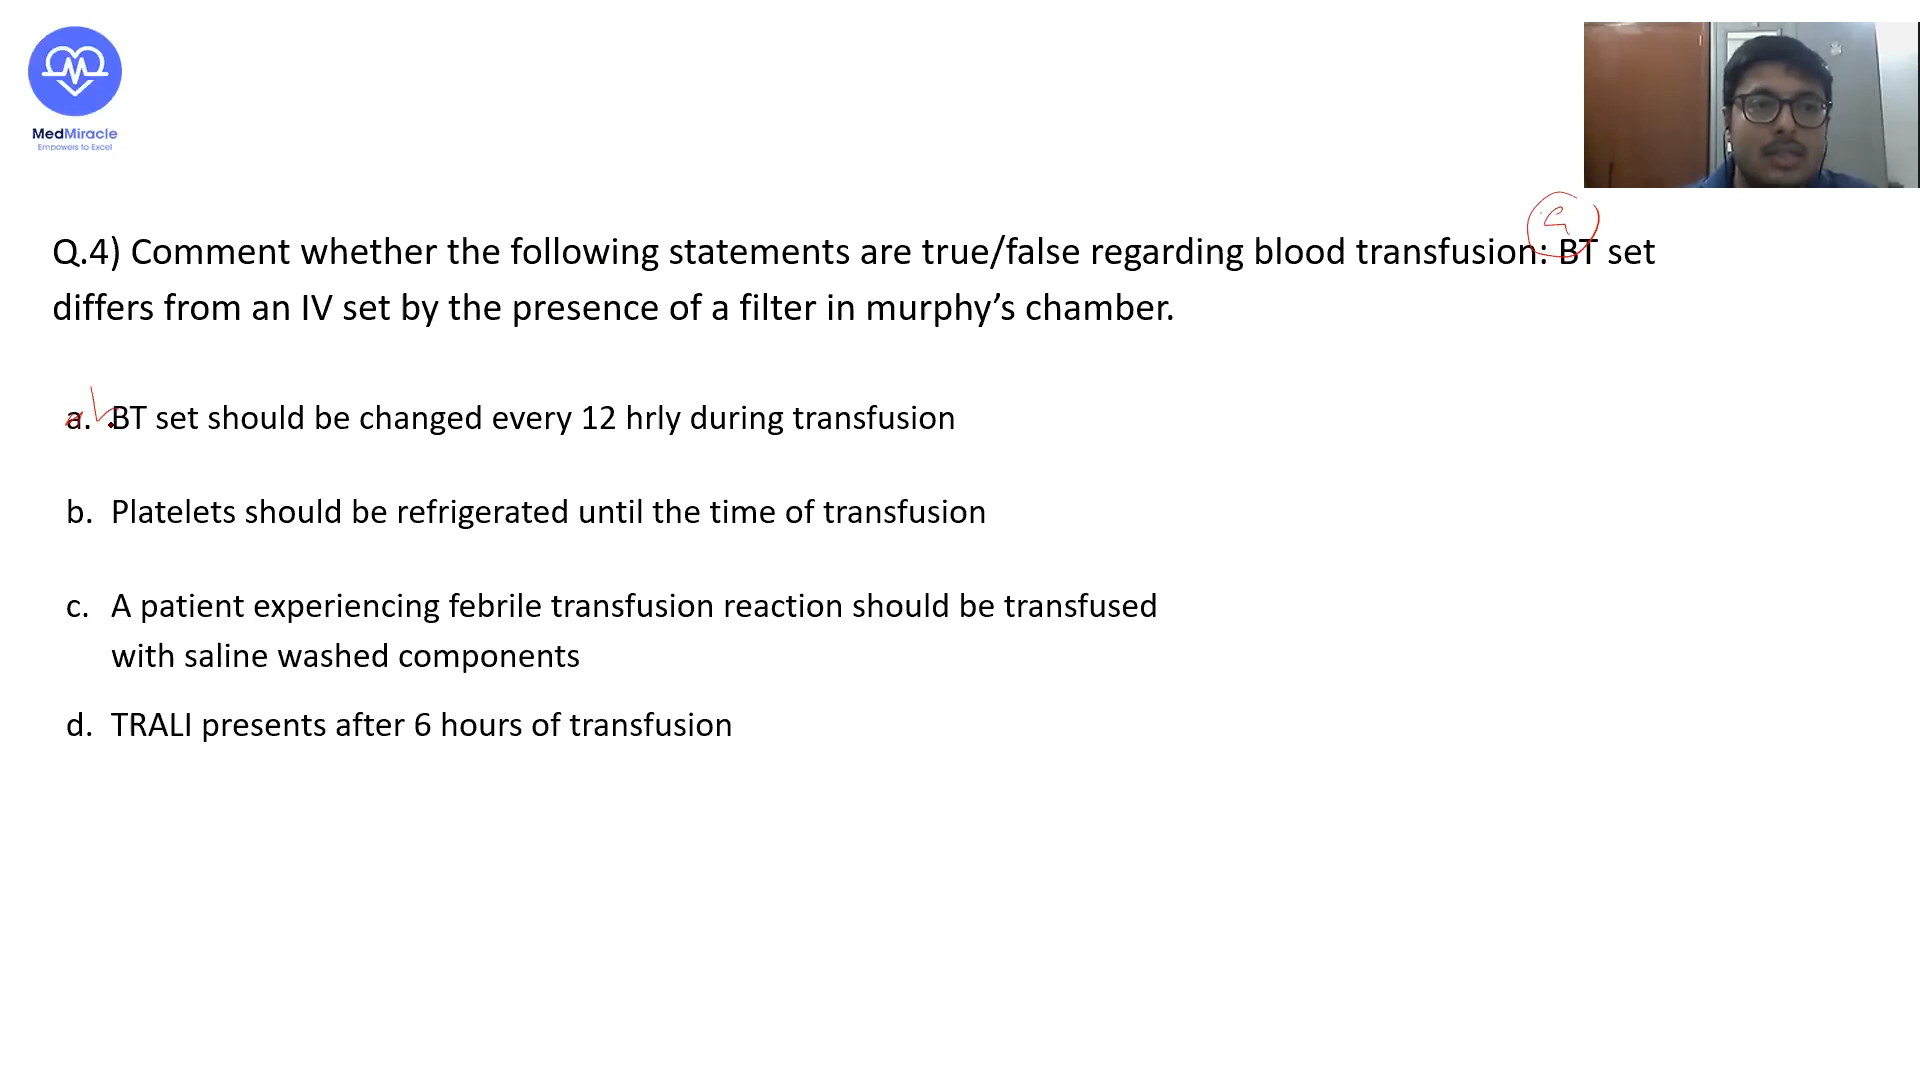 MedMiracle
Empowers to Excel
a
Q.4) Comment whether the following statements are true/false regarding blood transfusion: BT set
differs from an IV set by the presence of a filter in murphy’s chamber.
a. BT set should be changed every 12 hrly during transfusion
b. Platelets should be refrigerated until the time of transfusion
c. A patient experiencing febrile transfusion reaction should be transfused
with saline washed components
d. TRALI presents after 6 hours of transfusion